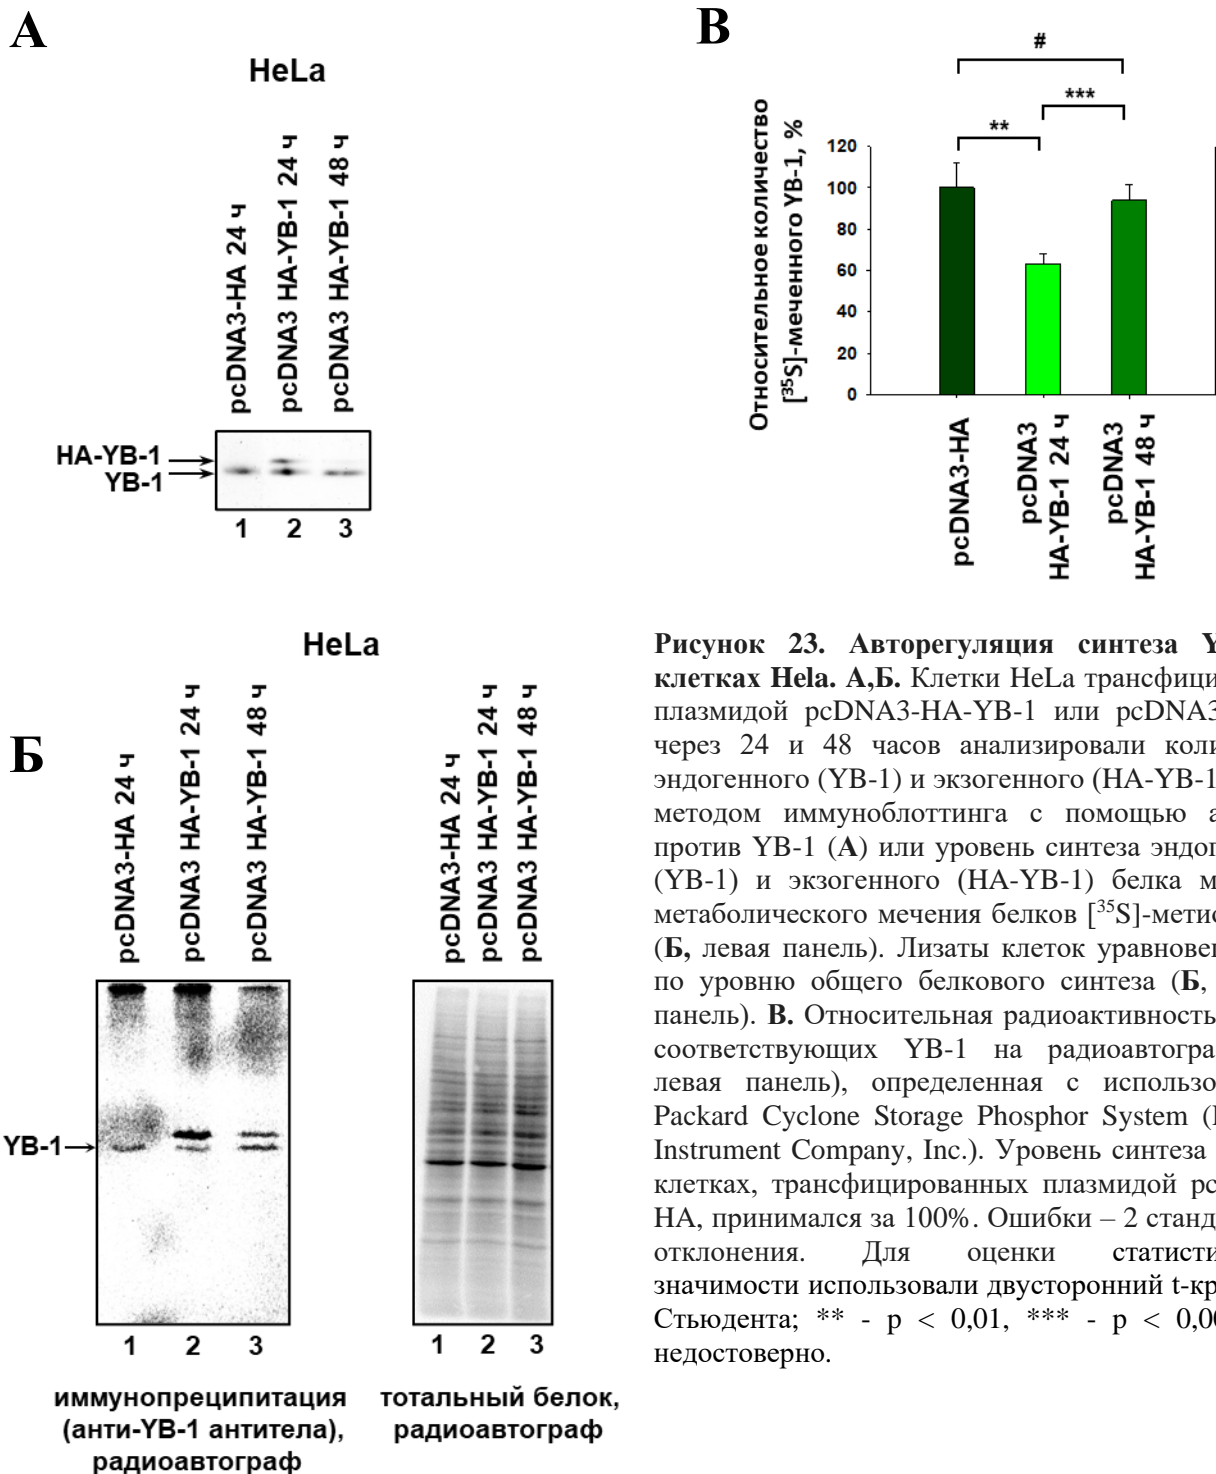 А
HeLa
pcDNA3-HA 24 ч
pcDNA3 HA-YB-1 24 ч
pcDNA3 HA-YB-1 48 ч
HA-YB-1
YB-1
1 2 3
В
Относительное количество
[³⁵S]-меченного YB-1, %
#
***
**
120
100
80
60
40
20
0
pcDNA3-HA
pcDNA3
HA-YB-1 24 ч
pcDNA3
HA-YB-1 48 ч
Б
HeLa
pcDNA3-HA 24 ч
pcDNA3 HA-YB-1 24 ч
pcDNA3 HA-YB-1 48 ч
pcDNA3-HA 24 ч
pcDNA3 HA-YB-1 24 ч
pcDNA3 HA-YB-1 48 ч
YB-1
1 2 3
1 2 3
иммунопреципитация
(анти-YB-1 антитела),
радиоавтограф
тотальный белок,
радиоавтограф
Рисунок 23. Авторегуляция синтеза
клетках Hela. А,Б. Клетки HeLa
плазмидой pcDNA3-HA-YB-1 или
через 24 и 48 часов анализировали
эндогенного (YB-1) и экзогенного (HA-YB-1
методом иммуноблоттинга с помощью
против YB-1 (А) или уровень синтеза
(YB-1) и экзогенного (HA-YB-1) белка
метаболического мечения белков
(Б, левая панель). Лизаты клеток
по уровню общего белкового синтеза (Б,
панель). В. Относительная радиоактивность
соответствующих YB-1 на
левая панель), определенная с
Packard Cyclone Storage Phosphor System
Instrument Company, Inc.). Уровень синтеза
клетках, трансфицированных плазмидой
HA, принимался за 100%. Ошибки – 2
отклонения. Для оценки
значимости использовали двусторонний
Стьюдента; ** - p < 0,01, *** - p <
недостоверно.